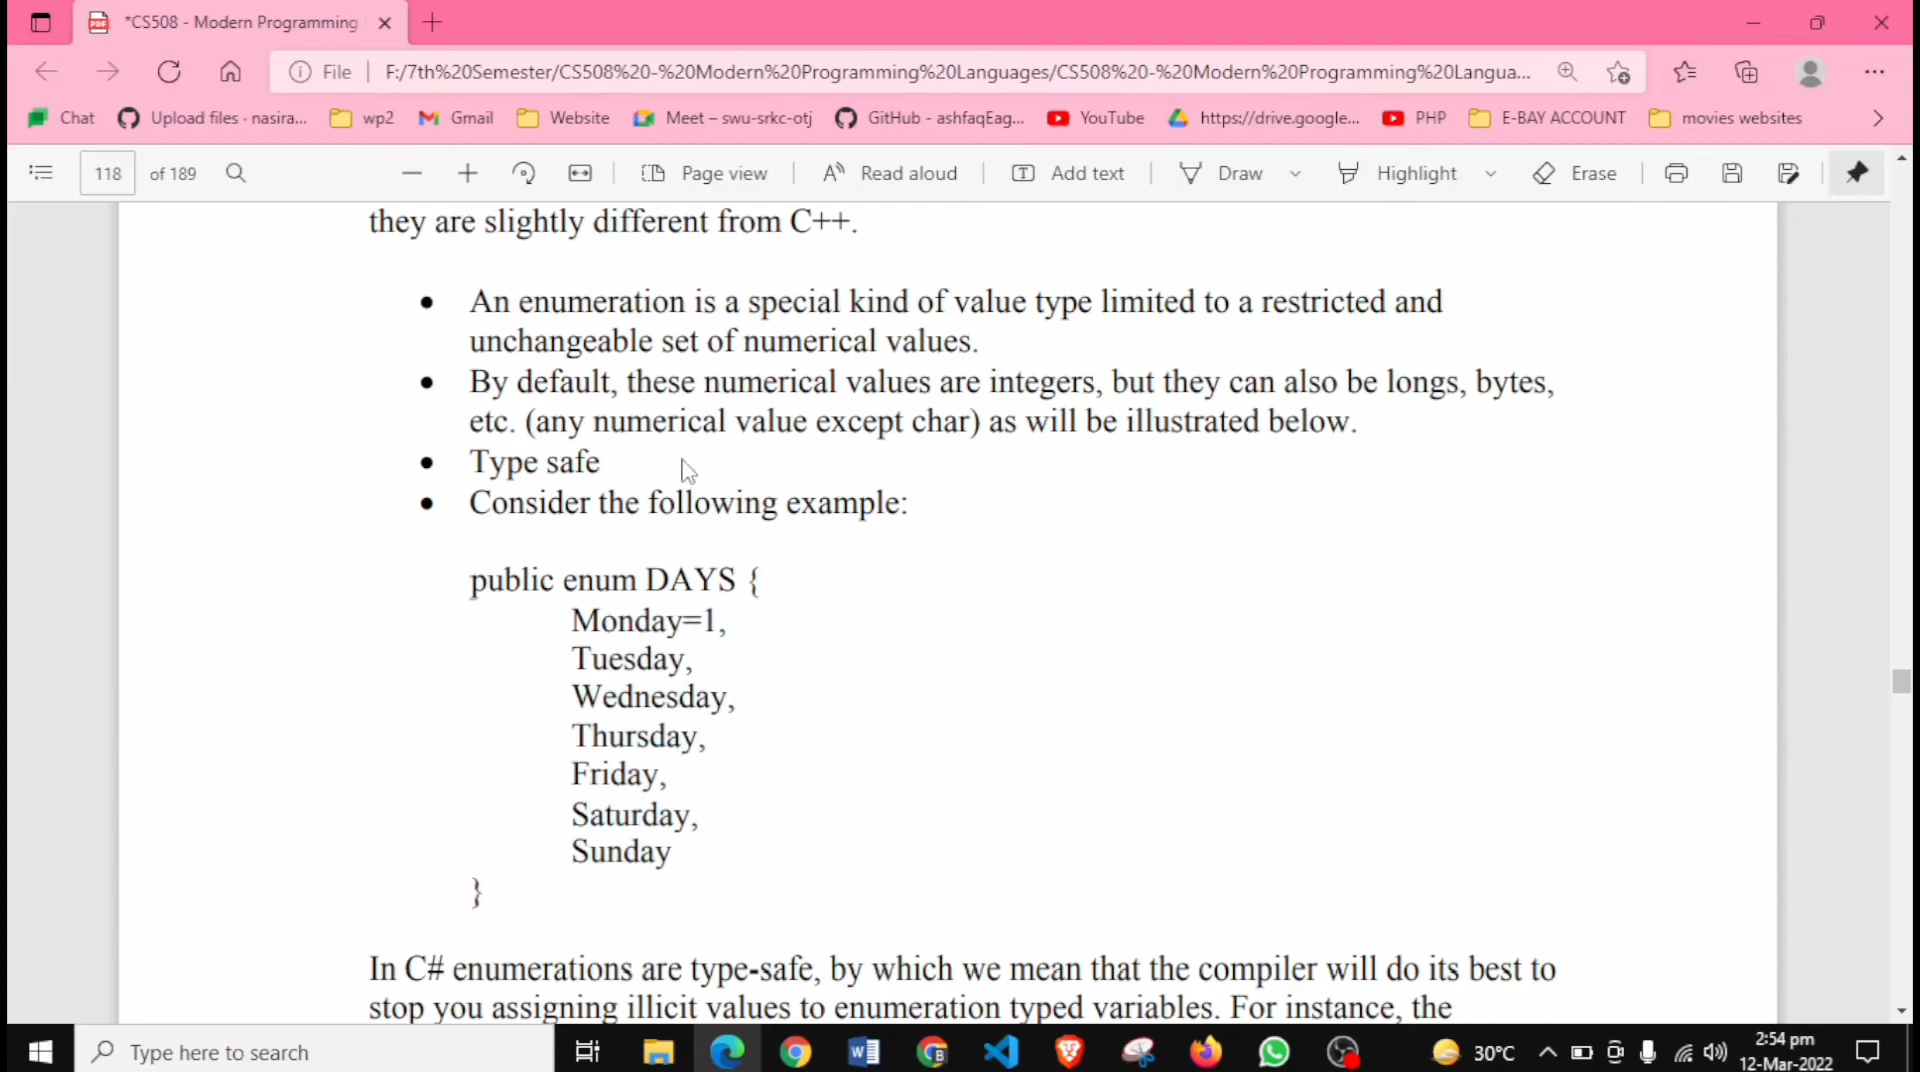 *CS508 - Modern Programming
File
F:/7th%20Semester/CS508%20-%20Modern%20Programming%20Languages/CS508%20-%20Modern%20Programming%20Langua...
Chat
Upload files · nasira...
wp2
Gmail
Website
Meet – swu-srkc-otj
GitHub - ashfaqEag...
YouTube
https://drive.google...
PHP
E-BAY ACCOUNT
movies websites
118 of 189
Page view
Read aloud
Add text
Draw
Highlight
Erase
they are slightly different from C++.
• An enumeration is a special kind of value type limited to a restricted and
unchangeable set of numerical values.
• By default, these numerical values are integers, but they can also be longs, bytes,
etc. (any numerical value except char) as will be illustrated below.
• Type safe
• Consider the following example:
public enum DAYS {
Monday=1,
Tuesday,
Wednesday,
Thursday,
Friday,
Saturday,
Sunday
}
In C# enumerations are type-safe, by which we mean that the compiler will do its best to
stop you assigning illicit values to enumeration typed variables. For instance, the
Type here to search
30°C
2:54 pm
12-Mar-2022